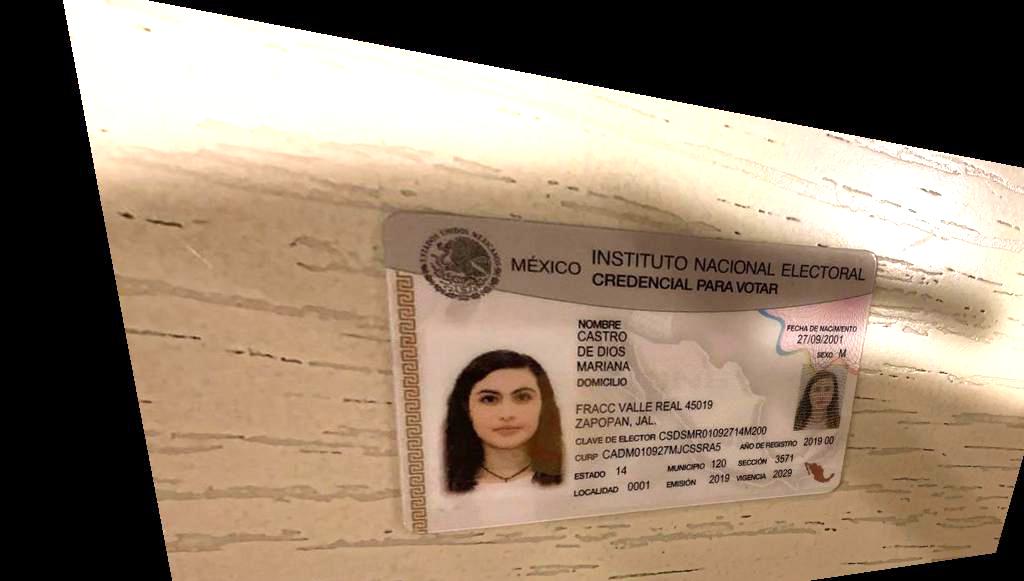 ESTADOS UNIDOS MEXICANOS
MÉXICO INSTITUTO NACIONAL ELECTORAL
CREDENCIAL PARA VOTAR
NOMBRE
CASTRO
DE DIOS
MARIANA
FECHA DE NACIMIENTO
27/09/2001
SEXO M
DOMICILIO
FRACC VALLE REAL 45019
ZAPOPAN, JAL.
CLAVE DE ELECTOR CSDSMR01092714M200
CURP CADM010927MJCSSRA5 AÑO DE REGISTRO 2019 00
ESTADO 14 MUNICIPIO 120 SECCIÓN 3571
LOCALIDAD 0001 EMISIÓN 2019 VIGENCIA 2029